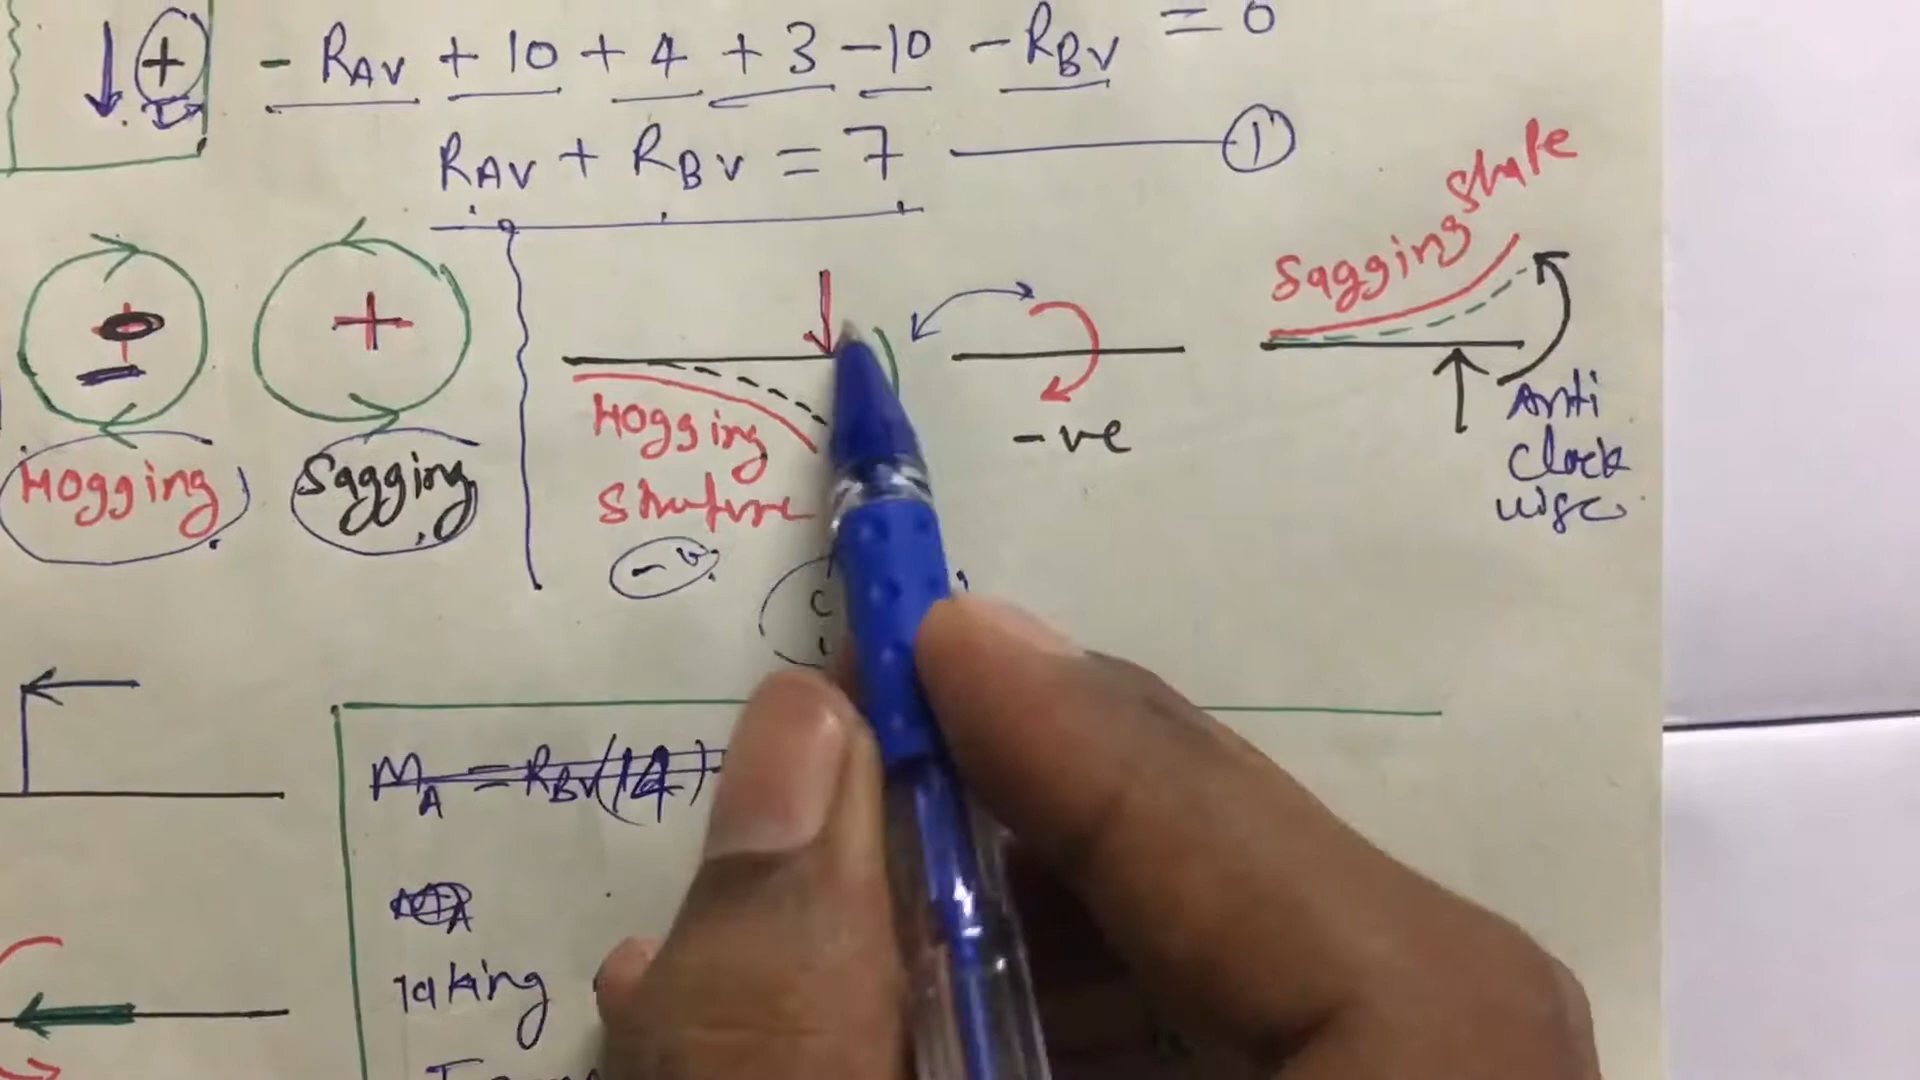 + - RAV + 10 + 4 + 3 - 10 - RBV = 0
RAV + RBV = 7 ①
+
Hogging
+
Sagging
Hogging
- ve
-ve
Sagging shape
Anti
Clock
wise
MA = RBV(14)
Taking